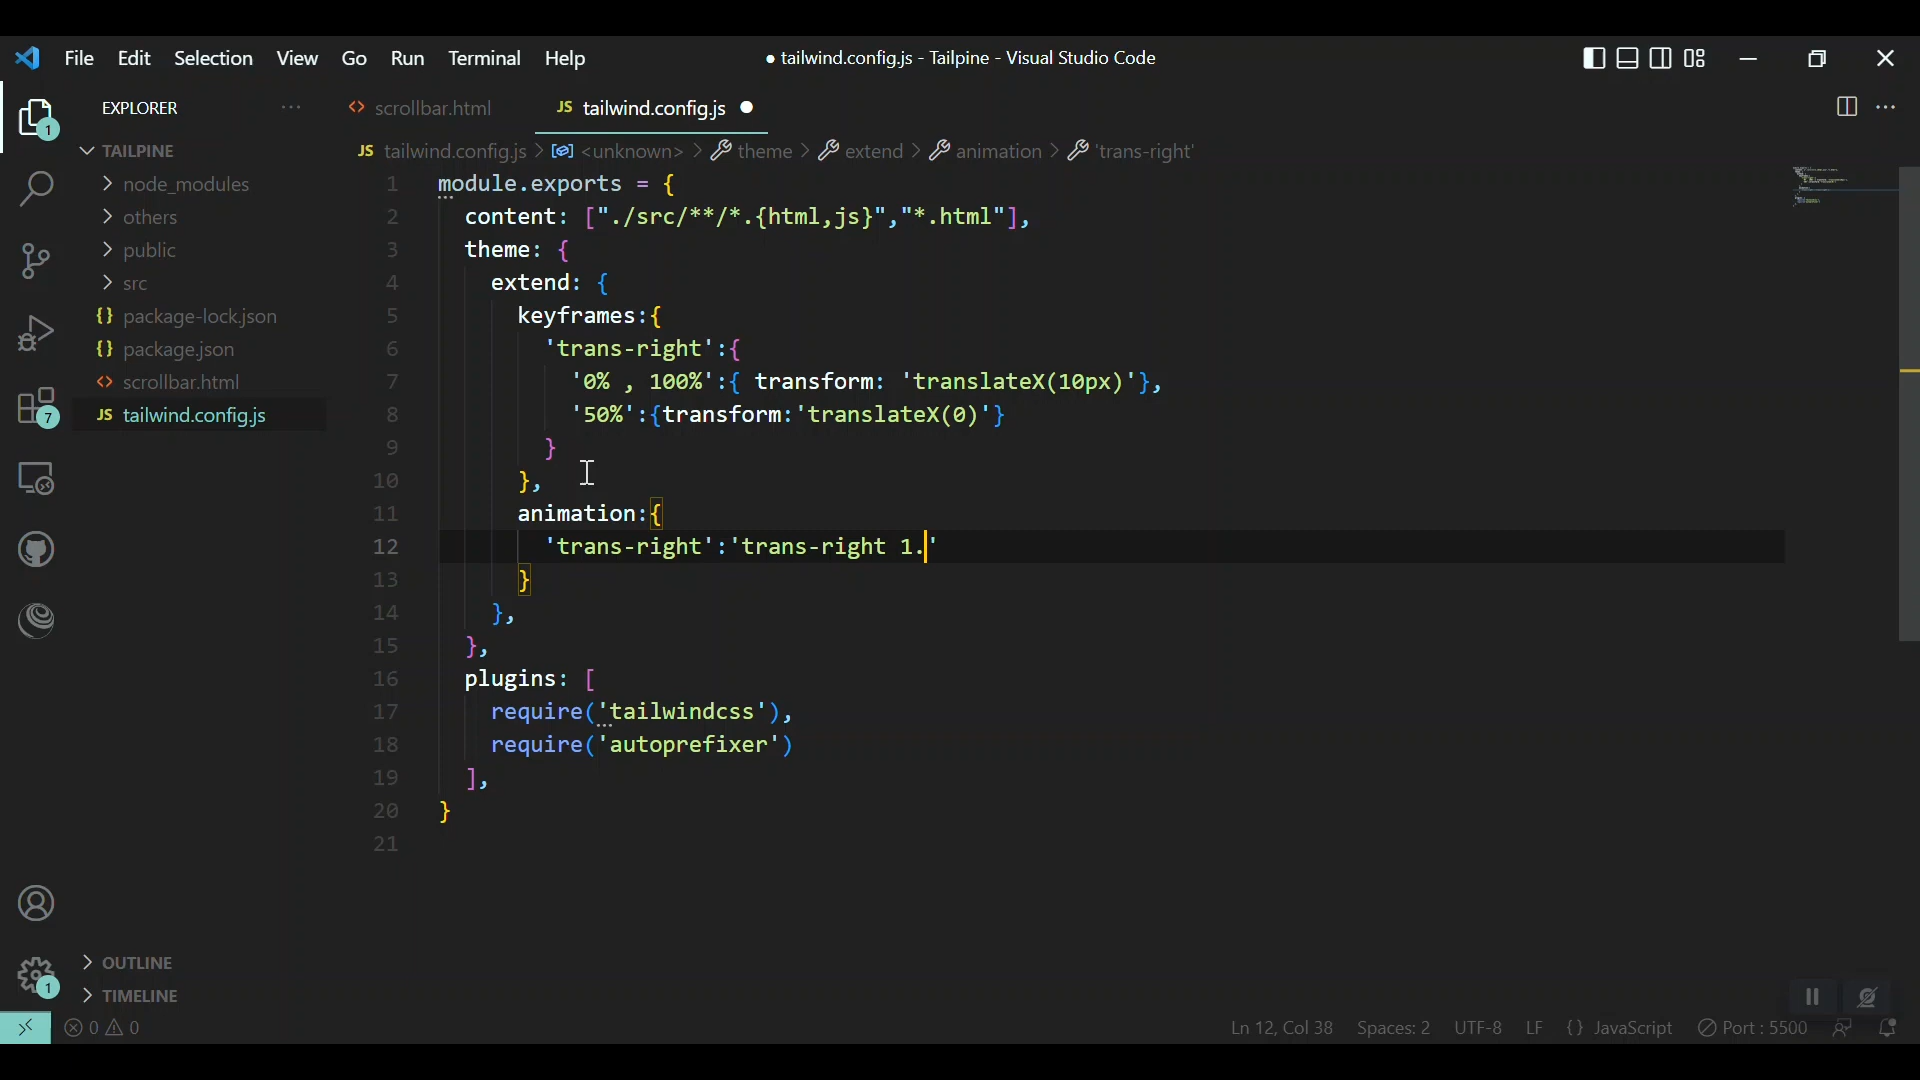 File Edit Selection View Go Run Terminal Help
● tailwind.config.js - Tailpine - Visual Studio Code
EXPLORER ···
<> scrollbar.html
JS tailwind.config.js ●
···
1
TAILPINE
JS tailwind.config.js > <unknown> > theme > extend > animation > 'trans-right'
node_modules
others
public
src
{} package-lock.json
{} package.json
<> scrollbar.html
JS tailwind.config.js
7
1 module.exports = {
2   content: ["./src/**/*.{html,js}","*.html"],
3   theme: {
4     extend: {
5       keyframes:{
6         'trans-right':{
7           '0% , 100%':{ transform: 'translateX(10px)'},
8           '50%':{transform:'translateX(0)'}
9         }
10       },
11       animation:{
12         'trans-right':'trans-right 1.'
13       }
14     },
15   },
16   plugins: [
17     require('tailwindcss'),
18     require('autoprefixer')
19   ],
20 }
21
OUTLINE
1
TIMELINE
0 0
Ln 12, Col 38 Spaces: 2 UTF-8 LF {} JavaScript Port : 5500